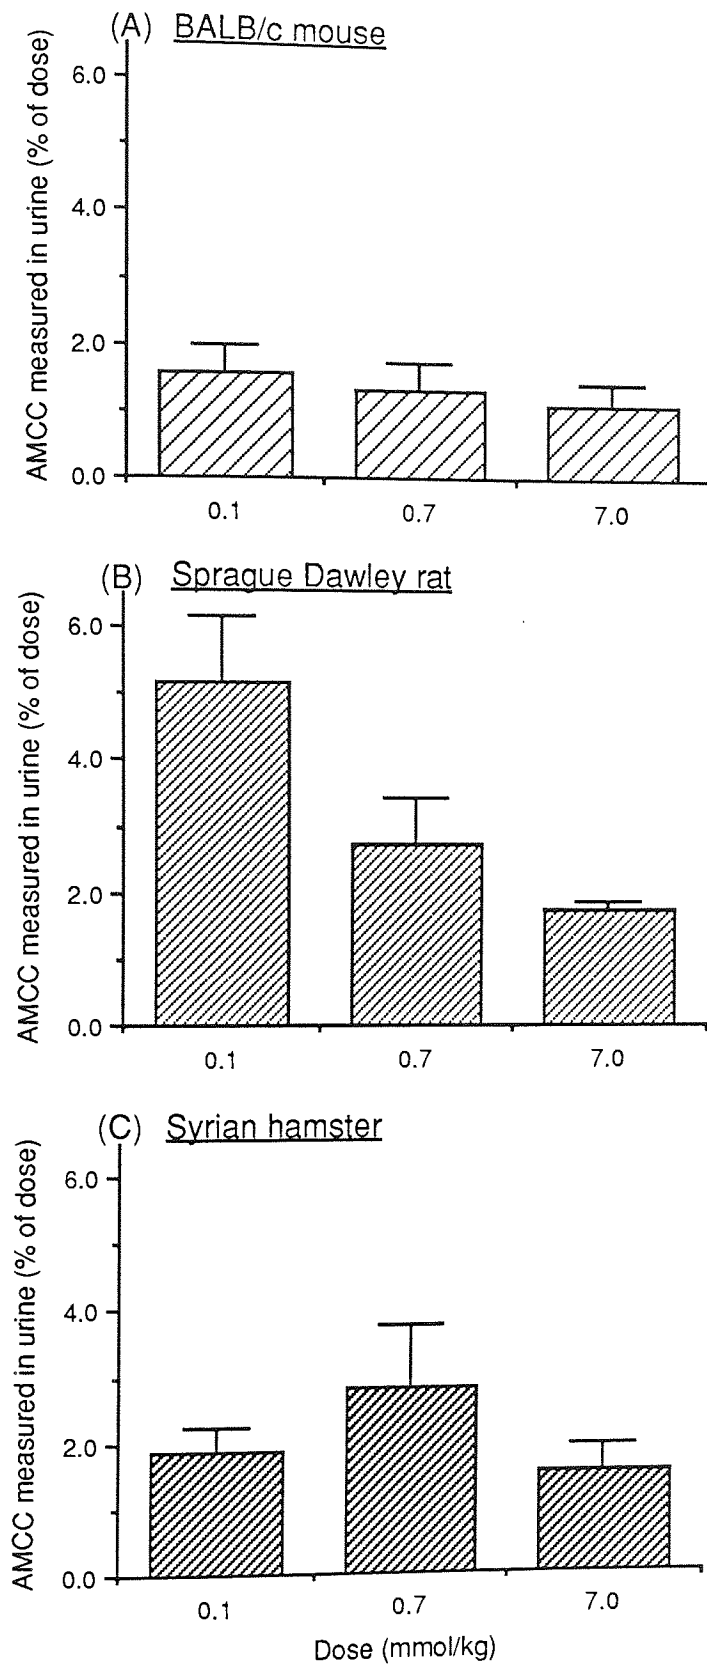 (A) BALB/c mouse
AMCC measured in urine (% of dose)
6.0
4.0
2.0
0.0
0.1 0.7 7.0
(B) Sprague Dawley rat
AMCC measured in urine (% of dose)
6.0
4.0
2.0
0.0
0.1 0.7 7.0
(C) Syrian hamster
AMCC measured in urine (% of dose)
6.0
4.0
2.0
0.0
0.1 0.7 7.0
Dose (mmol/kg)